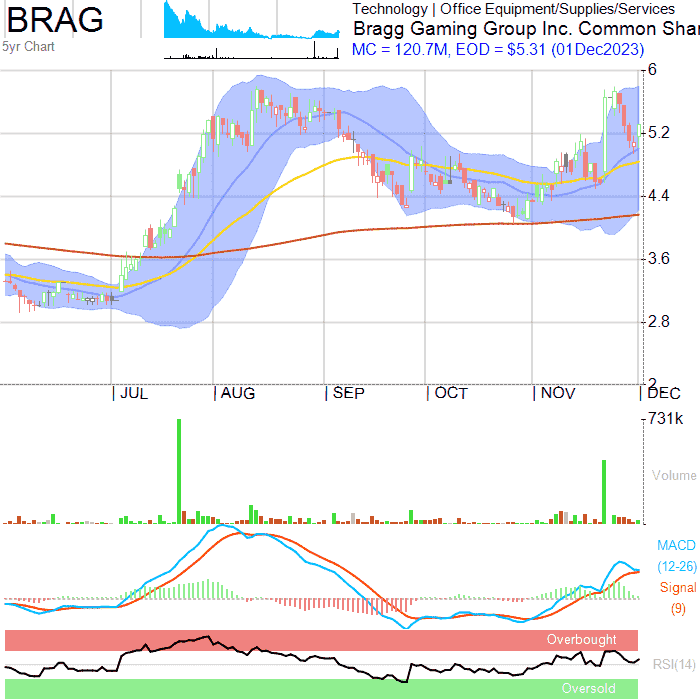 BRAG
5yr Chart
Technology | Office Equipment/Supplies/Services
Bragg Gaming Group Inc. Common Shar
MC = 120.7M, EOD = $5.31 (01Dec2023)
6
5.2
4.4
3.6
2.8
2
JUL AUG SEP OCT NOV DEC
731k
Volume
MACD
(12-26)
Signal
(9)
Overbought
RSI(14)
Oversold